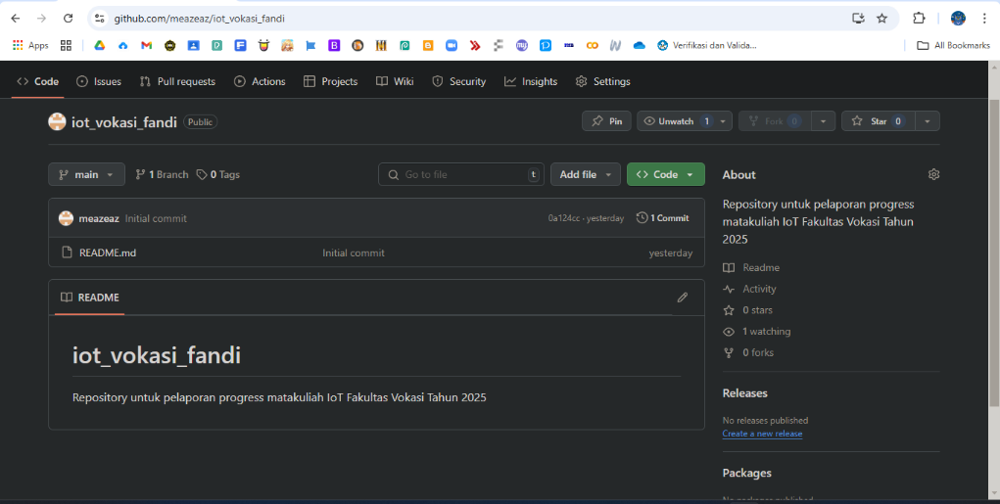 github.com/meazeaz/iot_vokasi_fandi
Apps
Verifikasi dan Valida...
All Bookmarks
Code Issues Pull requests Actions Projects Wiki Security Insights Settings
iot_vokasi_fandi Public
Pin Unwatch 1 Fork 0 Star 0
main 1 Branch 0 Tags
Go to file t Add file Code
meazeaz Initial commit 0a124cc · yesterday 1 Commit
README.md Initial commit yesterday
README
iot_vokasi_fandi
Repository untuk pelaporan progress matakuliah IoT Fakultas Vokasi Tahun 2025
About
Repository untuk pelaporan progress
matakuliah IoT Fakultas Vokasi Tahun
2025
Readme
Activity
0 stars
1 watching
0 forks
Releases
No releases published
Create a new release
Packages
No packages published